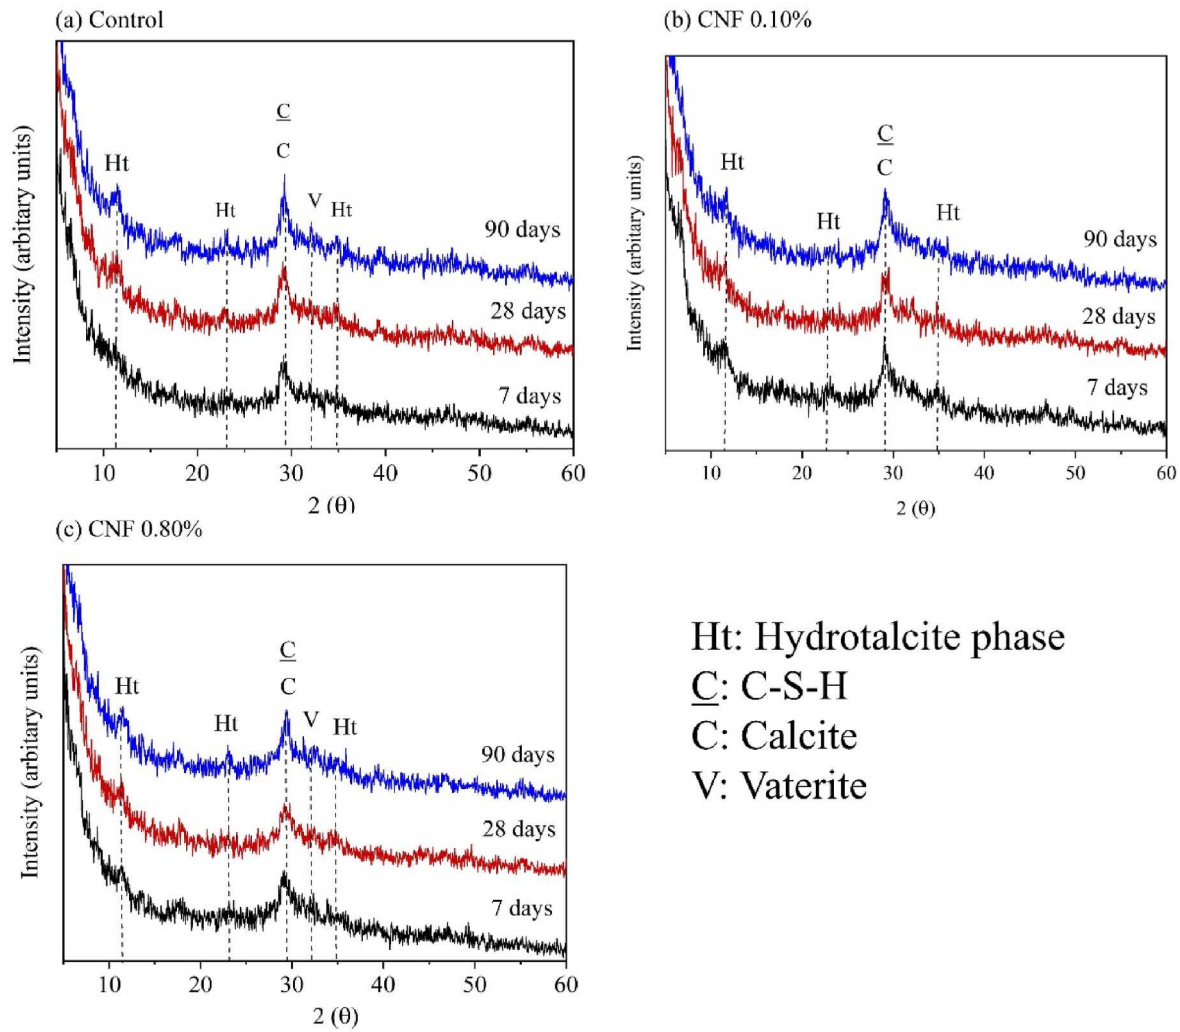 (a) Control
Intensity (arbitary units)
C
C
Ht
Ht
V
Ht
90 days
28 days
7 days
10 20 30 40 50 60
2 (θ)
(b) CNF 0.10%
Intensity (arbitary units)
C
C
Ht
Ht
Ht
90 days
28 days
7 days
10 20 30 40 50 60
2 (θ)
(c) CNF 0.80%
Intensity (arbitary units)
C
C
Ht
Ht
V
Ht
90 days
28 days
7 days
10 20 30 40 50 60
2 (θ)
Ht: Hydrotalcite phase
C: C-S-H
C: Calcite
V: Vaterite